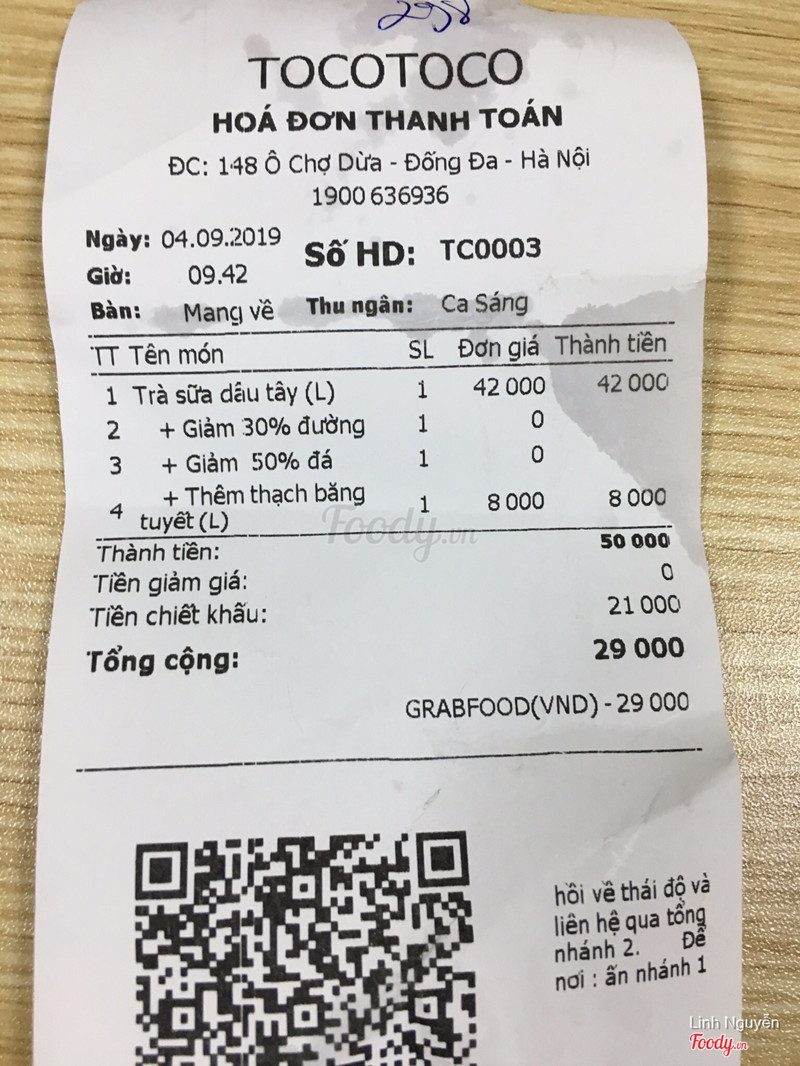 298
TOCOTOCO
HOÁ ĐƠN THANH TOÁN
ĐC: 148 Ô Chợ Dừa - Đống Đa - Hà Nội
1900 636936
Ngày: 04.09.2019 Số HD: TC0003
Giờ: 09.42
Bàn: Mang về Thu ngân: Ca Sáng
TT Tên món SL Đơn giá Thành tiền
1 Trà sữa dâu tây (L) 1 42 000 42 000
2 + Giảm 30% đường 1 0
3 + Giảm 50% đá 1 0
4 + Thêm thạch băng tuyết (L) 1 8 000 8 000
Thành tiền: 50 000
Tiền giảm giá: 0
Tiền chiết khấu: 21 000
Tổng cộng: 29 000
GRABFOOD(VND) - 29 000
hồi về thái độ và
liên hệ qua tổng
nhánh 2. Để
nơi : ấn nhánh 1
Foody.vn
Linh Nguyễn
Foody.vn